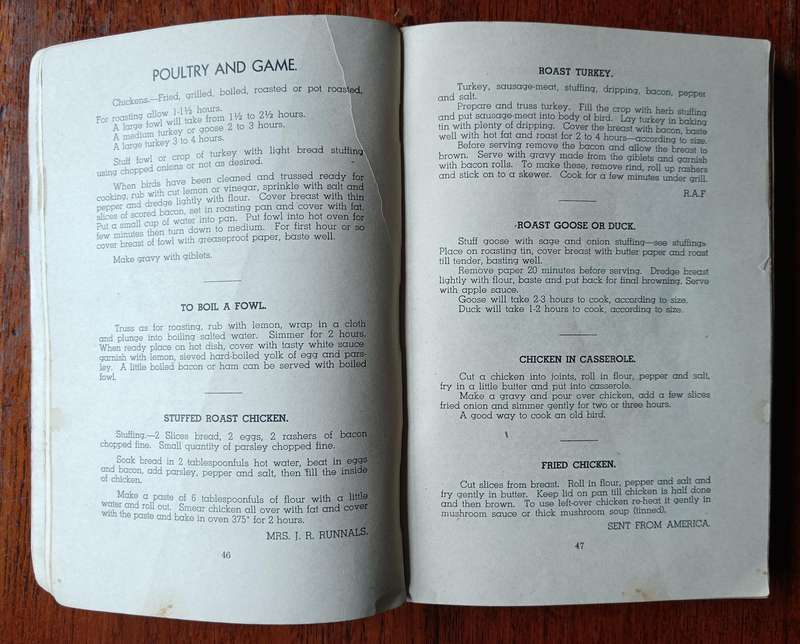 POULTRY AND GAME.
Chickens.—Fried, grilled, boiled, roasted or pot roasted.
For roasting allow 1-1½ hours.
A large fowl will take from 1½ to 2½ hours.
A medium turkey or goose 2 to 3 hours.
A large turkey 3 to 4 hours.
Stuff fowl or crop of turkey with light bread stuffing
using chopped onions or not as desired.
When birds have been cleaned and trussed ready for
cooking, rub with cut lemon or vinegar, sprinkle with salt and
pepper and dredge lightly with flour. Cover breast with thin
slices of scored bacon, set in roasting pan and cover with fat.
Put a small cup of water into pan. Put fowl into hot oven for
few minutes then turn down to medium. For first hour or so
cover breast of fowl with greaseproof paper, baste well.
Make gravy with giblets.
TO BOIL A FOWL.
Truss as for roasting, rub with lemon, wrap in a cloth
and plunge into boiling salted water. Simmer for 2 hours.
When ready place on hot dish, cover with tasty white sauce
garnish with lemon, sieved hard-boiled yolk of egg and pars-
ley. A little boiled bacon or ham can be served with boiled
fowl.
STUFFED ROAST CHICKEN.
Stuffing.—2 Slices bread, 2 eggs, 2 rashers of bacon
chopped fine. Small quantity of parsley chopped fine.
Soak bread in 2 tablespoonfuls hot water, beat in eggs
and bacon, add parsley, pepper and salt, then fill the inside
of chicken.
Make a paste of 6 tablespoonfuls of flour with a little
water and roll out. Smear chicken all over with fat and cover
with the paste and bake in oven 375° for 2 hours.
MRS. J. R. RUNNALS.
46
ROAST TURKEY.
Turkey, sausage-meat, stuffing, dripping, bacon, pepper
and salt.
Prepare and truss turkey. Fill the crop with herb stuffing
and put sausage-meat into body of bird. Lay turkey in baking
tin with plenty of dripping. Cover the breast with bacon, baste
well with hot fat and roast for 2 to 4 hours—according to size.
Before serving remove the bacon and allow the breast to
brown. Serve with gravy made from the giblets and garnish
with bacon rolls. To make these, remove rind, roll up rashers
and stick on to a skewer. Cook for a few minutes under grill.
R.A.F
ROAST GOOSE OR DUCK.
Stuff goose with sage and onion stuffing—see stuffings
Place on roasting tin, cover breast with butter paper and roast
till tender, basting well.
Remove paper 20 minutes before serving. Dredge breast
lightly with flour, baste and put back for final browning. Serve
with apple sauce.
Goose will take 2-3 hours to cook, according to size.
Duck will take 1-2 hours to cook, according to size.
CHICKEN IN CASSEROLE.
Cut a chicken into joints, roll in flour, pepper and salt,
fry in a little butter and put into casserole.
Make a gravy and pour over chicken, add a few slices
fried onion and simmer gently for two or three hours.
A good way to cook an old bird.
FRIED CHICKEN.
Cut slices from breast. Roll in flour, pepper and salt and
fry gently in butter. Keep lid on pan till chicken is half done
and then brown. To use left-over chicken re-heat it gently in
mushroom sauce or thick mushroom soup (tinned).
SENT FROM AMERICA.
47